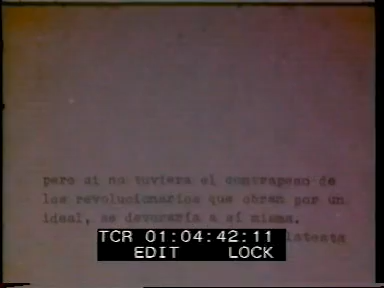 pero si no tuviera el contrapeso de
los revolucionarios que obran por un
ideal, se devoraría a sí misma.
latente
TCR 01:04:42:11
EDIT LOCK